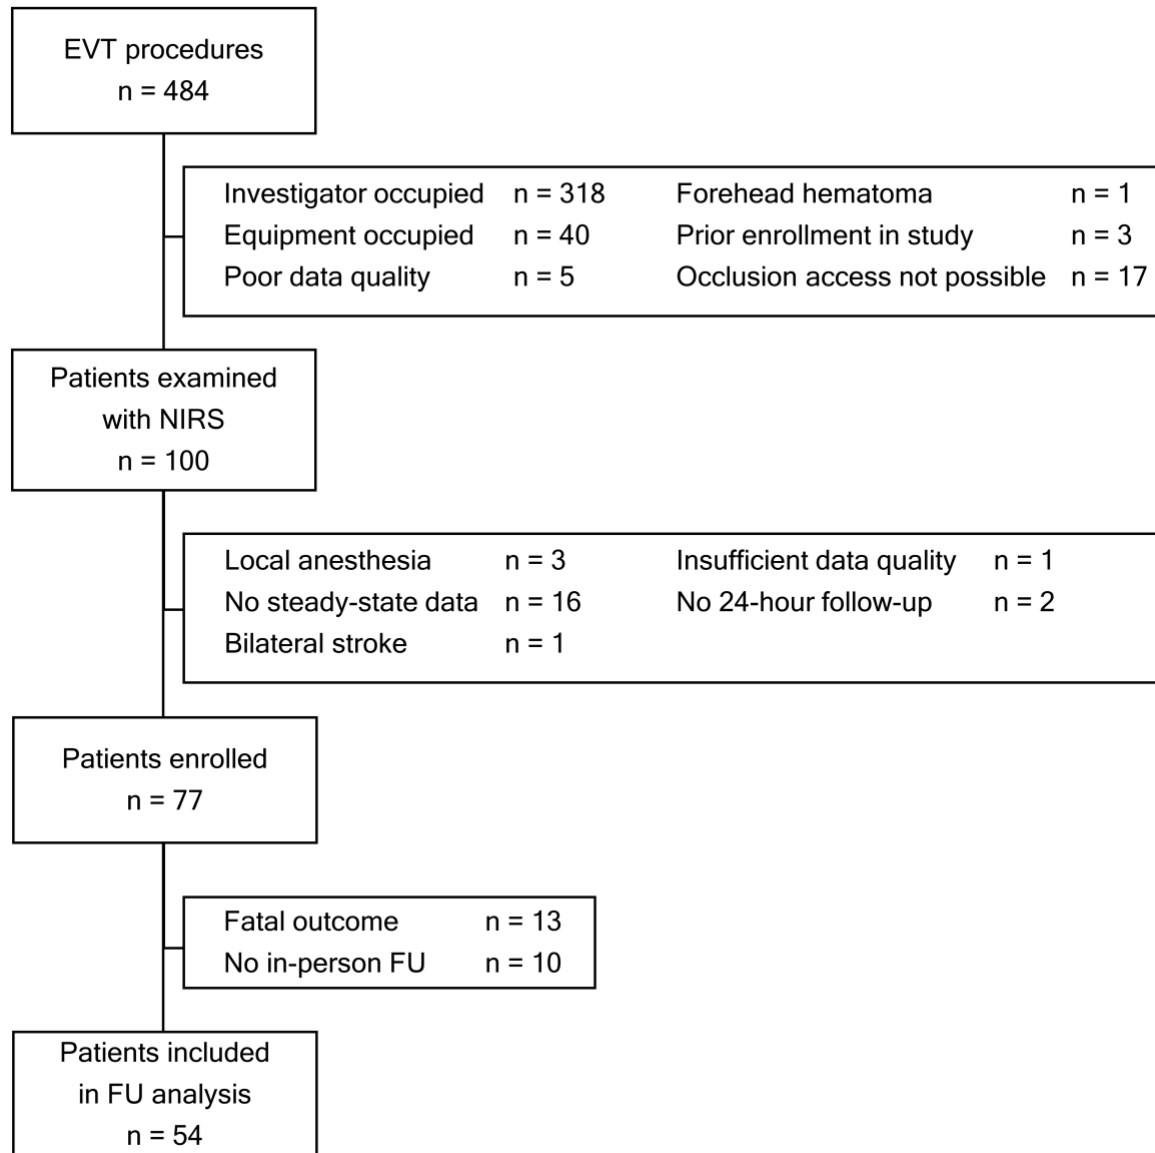 EVT procedures
n = 484
Investigator occupied n = 318 Forehead hematoma n = 1
Equipment occupied n = 40 Prior enrollment in study n = 3
Poor data quality n = 5 Occlusion access not possible n = 17
Patients examined
with NIRS
n = 100
Local anesthesia n = 3 Insufficient data quality n = 1
No steady-state data n = 16 No 24-hour follow-up n = 2
Bilateral stroke n = 1
Patients enrolled
n = 77
Fatal outcome n = 13
No in-person FU n = 10
Patients included
in FU analysis
n = 54